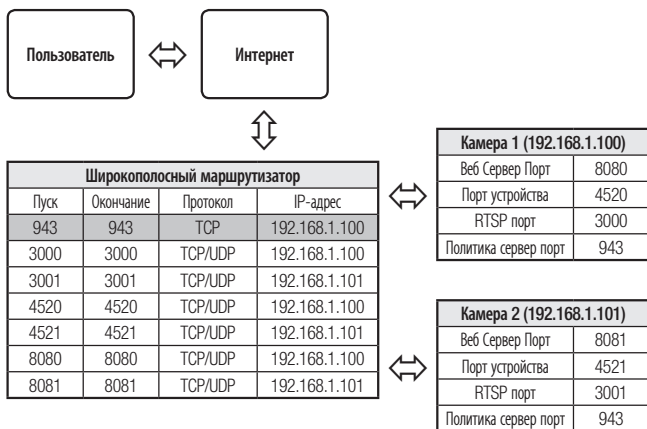 Пользователь
Интернет
Широкополосный маршрутизатор
Пуск Окончание Протокол IP-адрес
943 943 TCP 192.168.1.100
3000 3000 TCP/UDP 192.168.1.100
3001 3001 TCP/UDP 192.168.1.101
4520 4520 TCP/UDP 192.168.1.100
4521 4521 TCP/UDP 192.168.1.101
8080 8080 TCP/UDP 192.168.1.100
8081 8081 TCP/UDP 192.168.1.101
Камера 1 (192.168.1.100)
Веб Сервер Порт 8080
Порт устройства 4520
RTSP порт 3000
Политика сервер порт 943
Камера 2 (192.168.1.101)
Веб Сервер Порт 8081
Порт устройства 4521
RTSP порт 3001
Политика сервер порт 943